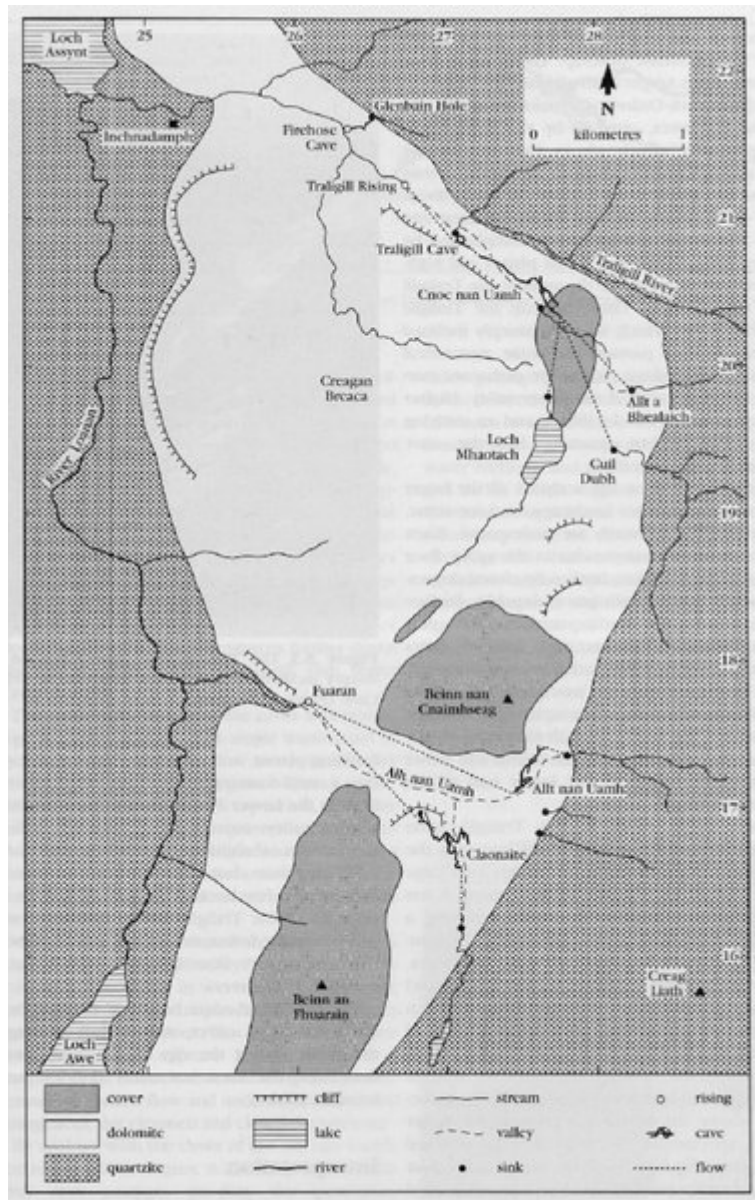 Loch
Assynt
25
26
27
28
22
N
0 kilometres 1
Glenbain Hole
Inchnadamph
Firehose
Cave
Traligill Rising
21
Traligill Cave
Traligill River
Cnoc nan Uamh
20
Creagan
Breaca
Allt a
Bhealaich
River Loanan
Loch
Mhaotach
Cuil
Dubh
19
18
Fuaran
Beinn nan
Cnaimhseag
Allt nan Uamh
Allt nan Uamh
17
Claonaite
16
Creag
Liath
Beinn an
Fhuarain
Loch
Awe
cover
cliff
stream
rising
dolomite
lake
valley
cave
quartzite
river
sink
flow